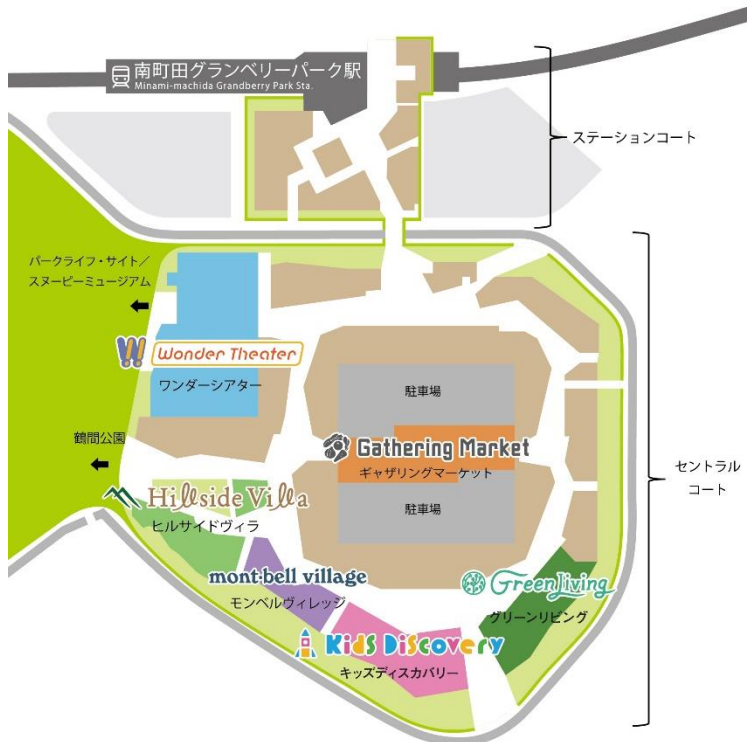 南町田グランベリーパーク駅
Minami-machida Grandberry Park Sta.
ステーションコート
パークライフ・サイト／
スヌーピーミュージアム
Wonder Theater
ワンダーシアター
駐車場
鶴間公園
Gathering Market
ギャザリングマーケット
セントラル
コート
Hillside Villa
ヒルサイドヴィラ
駐車場
mont-bell village
モンベルヴィレッジ
Green Living
グリーンリビング
KiDS DiScovery
キッズディスカバリー